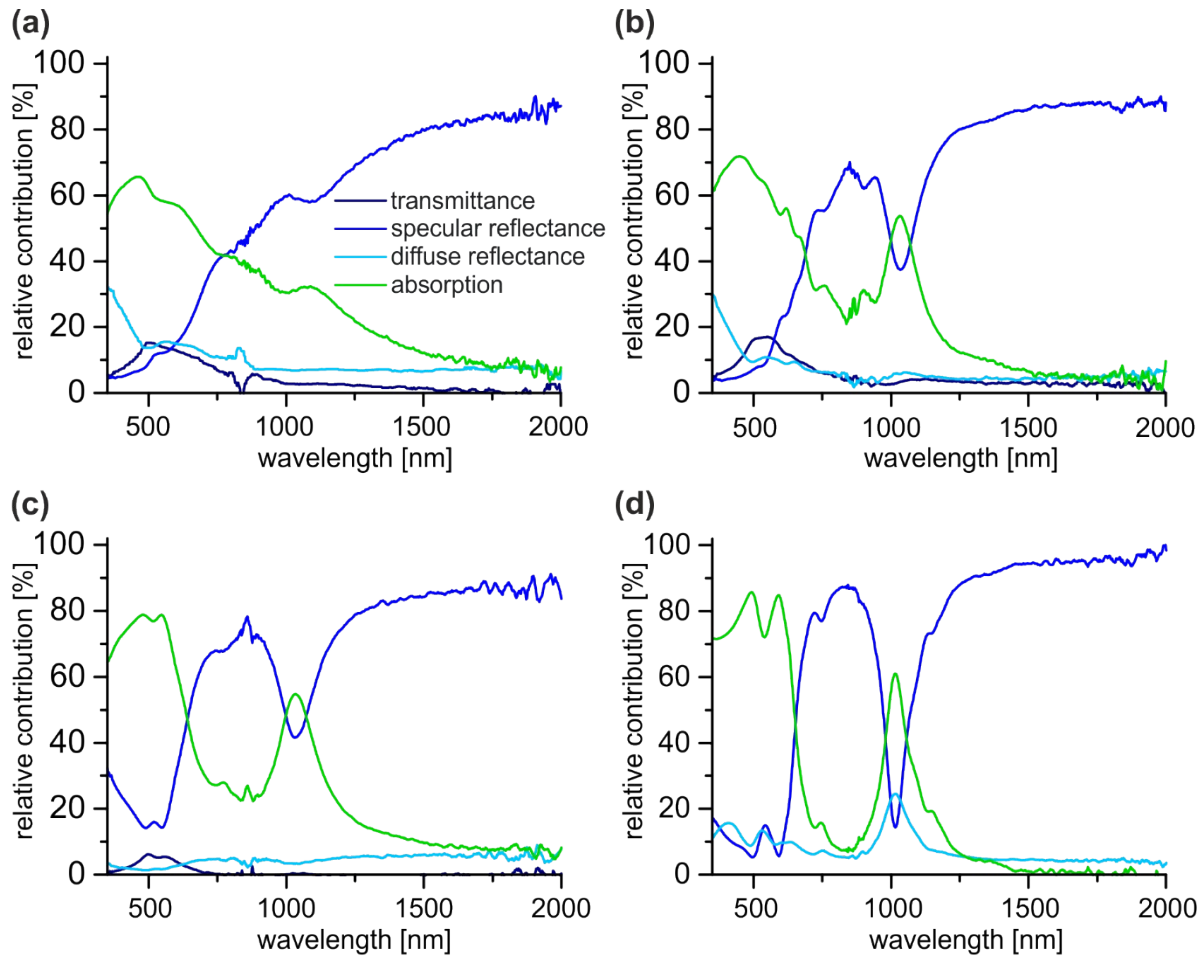 (a)
100
80
60
40
20
0
relative contribution [%]
transmittance
specular reflectance
diffuse reflectance
absorption
500
1000
1500
2000
wavelength [nm]
(b)
100
80
60
40
20
0
relative contribution [%]
500
1000
1500
2000
wavelength [nm]
(c)
100
80
60
40
20
0
relative contribution [%]
500
1000
1500
2000
wavelength [nm]
(d)
100
80
60
40
20
0
relative contribution [%]
500
1000
1500
2000
wavelength [nm]